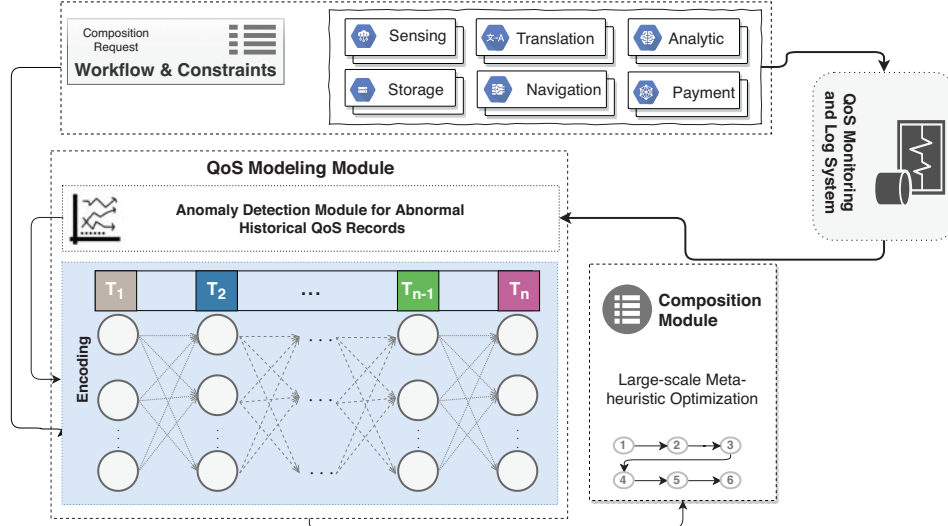 Composition
Request
Workflow & Constraints
Sensing
文-A Translation
Analytic
Storage
Navigation
Payment
QoS Monitoring
and Log System
QoS Modeling Module
Anomaly Detection Module for Abnormal
Historical QoS Records
Encoding
T1 T2 ... Tn-1 Tn
Composition
Module
Large-scale Meta-
heuristic Optimization
1 2 3
4 5 6